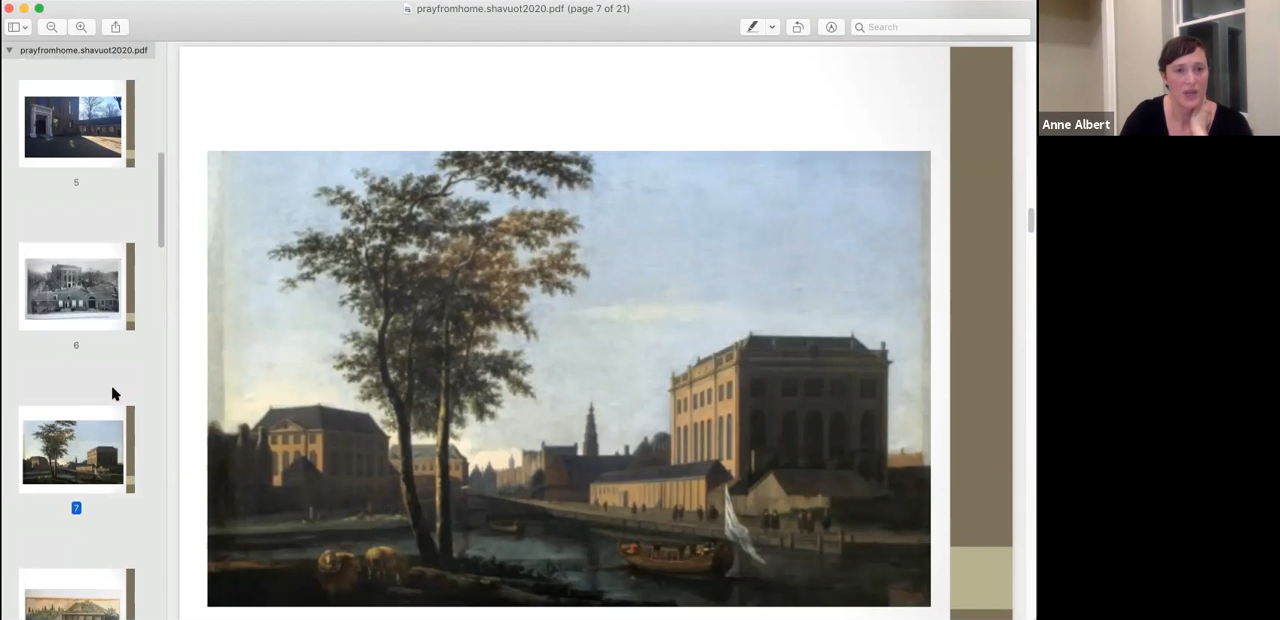 prayfromhome.shavuot2020.pdf (page 7 of 21)
Search
prayfromhome.shavuot2020.pdf
5
6
7
Anne Albert